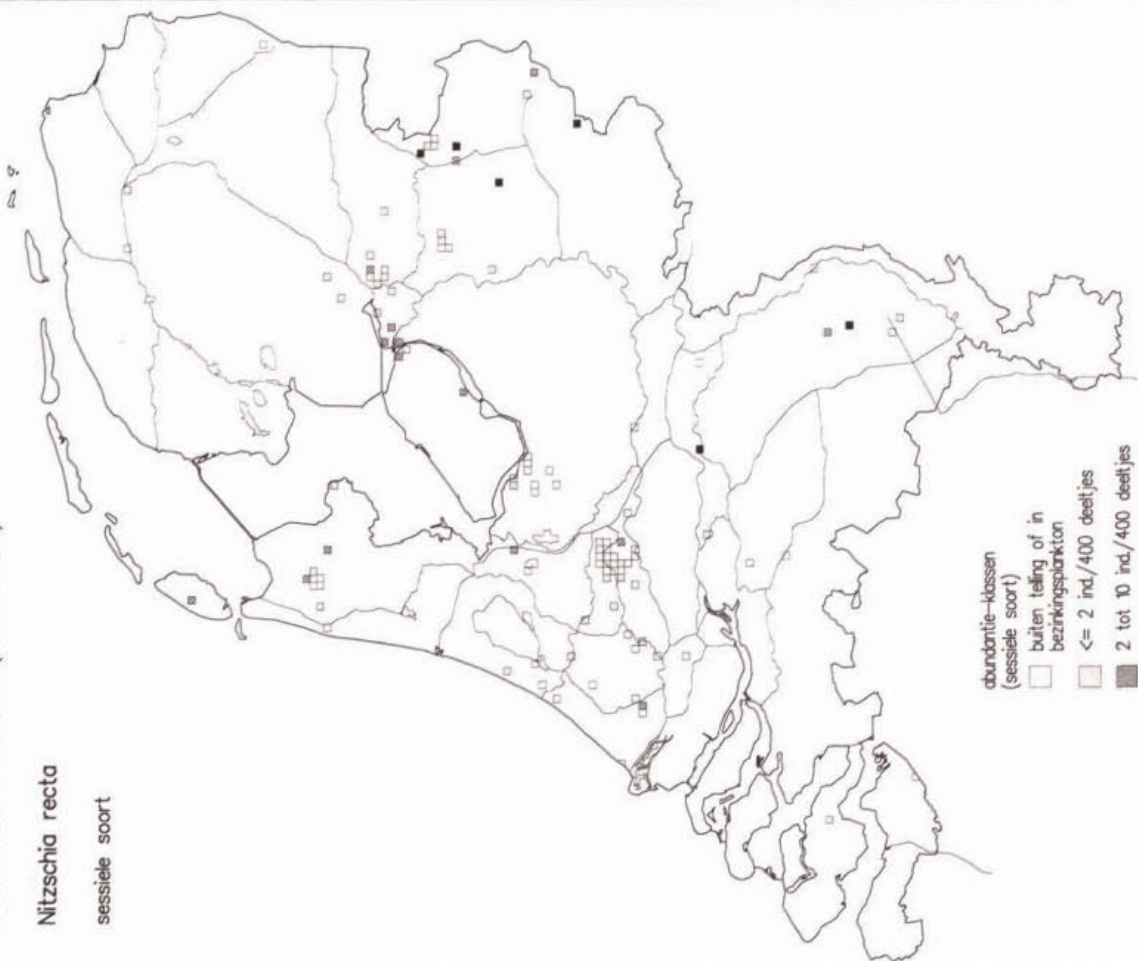 Nitzschia recta
sessiele soort
abundantie-klassen
(sessiele soort)
buiten telling of in
bezinkingsplankton
<= 2 ind./400 deeltjes
2 tot 10 ind./400 deeltjes